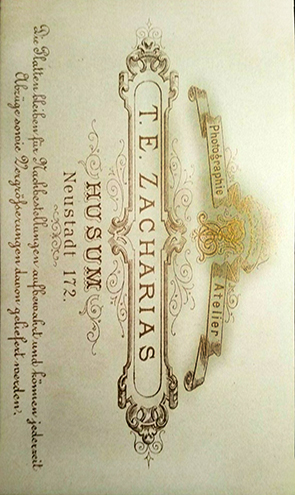 Photographie Atelier
T. E. ZACHARIAS
HUSUM
Neustadt 172.
Die Platten bleiben für Nachbestellungen aufbewahrt und können jederzeit
Abzüge sowie Vergrößerungen davon geliefert werden.